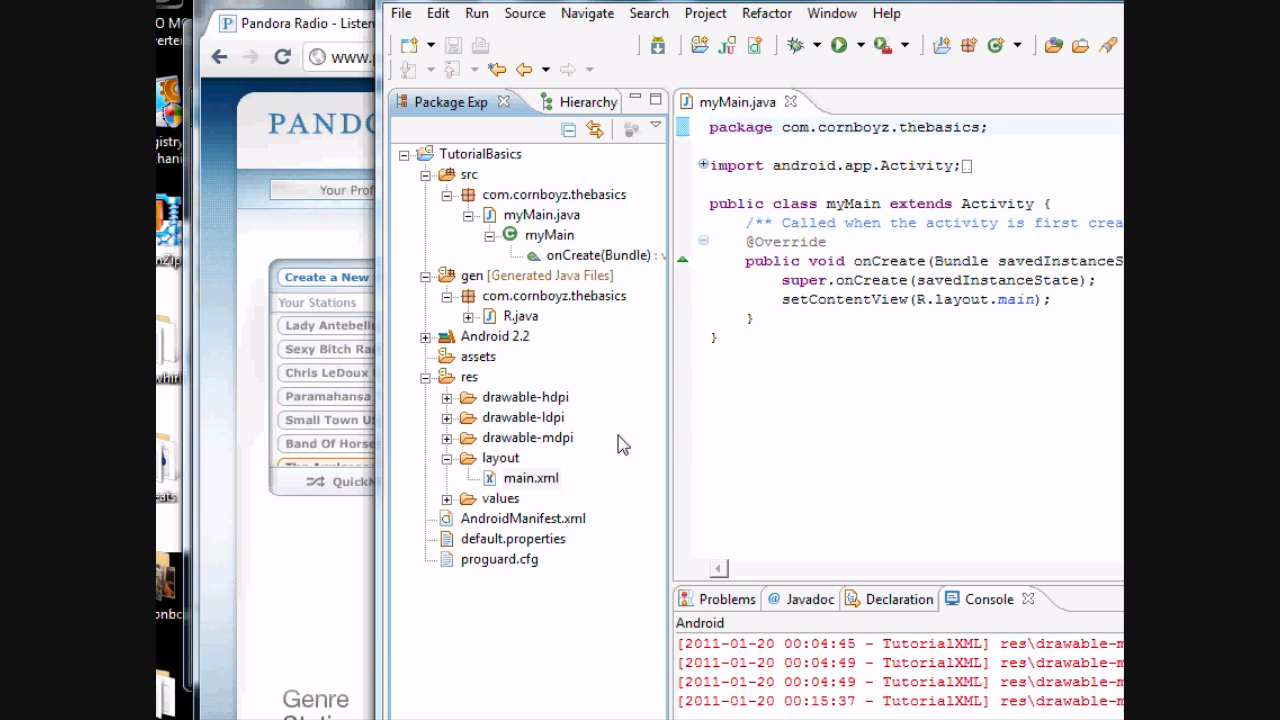 Pandora Radio - Listen
www.
PANDO
Your Prof
Create a New
Your Stations
Lady Antebell
Sexy Bitch Ra
Chris LeDoux
Paramahansa
Small Town U
Band Of Horse
QuickM
Genre
File Edit Run Source Navigate Search Project Refactor Window Help
Package Exp
Hierarchy
TutorialBasics
src
com.cornboyz.thebasics
myMain.java
myMain
onCreate(Bundle) : v
gen [Generated Java Files]
com.cornboyz.thebasics
R.java
Android 2.2
assets
res
drawable-hdpi
drawable-ldpi
drawable-mdpi
layout
main.xml
values
AndroidManifest.xml
default.properties
proguard.cfg
myMain.java
package com.cornboyz.thebasics;
import android.app.Activity;
public class myMain extends Activity {
/** Called when the activity is first crea
@Override
public void onCreate(Bundle savedInstanceS
super.onCreate(savedInstanceState);
setContentView(R.layout.main);
}
}
Problems @ Javadoc Declaration Console
Android
[2011-01-20 00:04:45 - TutorialXML] res\drawable-m
[2011-01-20 00:04:49 - TutorialXML] res\drawable-m
[2011-01-20 00:04:49 - TutorialXML] res\drawable-m
[2011-01-20 00:15:37 - TutorialXML] res\drawable-m